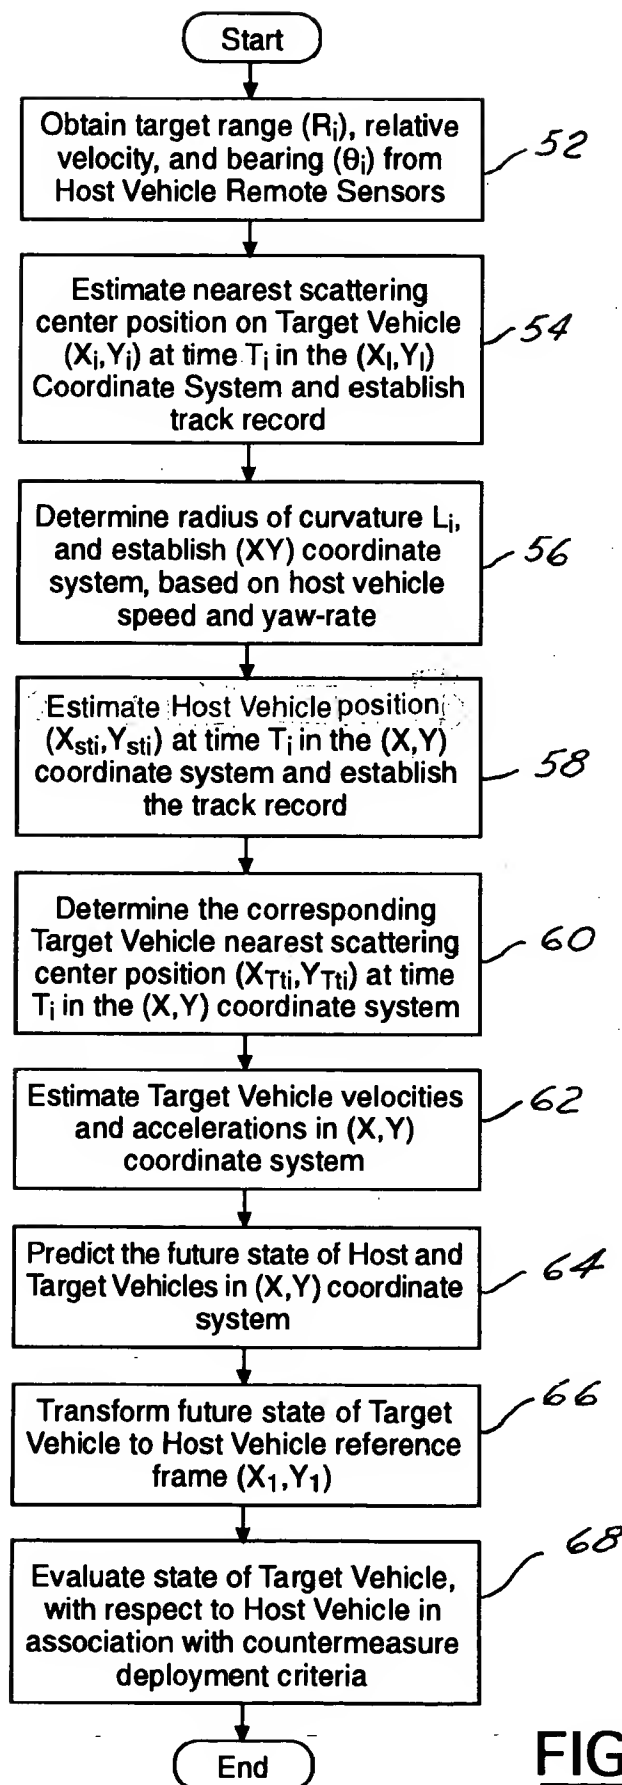 Start
Obtain target range (Ri), relative
velocity, and bearing (θi) from
Host Vehicle Remote Sensors
52
Estimate nearest scattering
center position on Target Vehicle
(Xi,Yi) at time Ti in the (XI,YI)
Coordinate System and establish
track record
54
Determine radius of curvature Li,
and establish (XY) coordinate
system, based on host vehicle
speed and yaw-rate
56
Estimate Host Vehicle position
(Xsti,Ysti) at time Ti in the (X,Y)
coordinate system and establish
the track record
58
Determine the corresponding
Target Vehicle nearest scattering
center position (XTti,YTti) at time
Ti in the (X,Y) coordinate system
60
Estimate Target Vehicle velocities
and accelerations in (X,Y)
coordinate system
62
Predict the future state of Host and
Target Vehicles in (X,Y) coordinate
system
64
Transform future state of Target
Vehicle to Host Vehicle reference
frame (X1,Y1)
66
Evaluate state of Target Vehicle,
with respect to Host Vehicle in
association with countermeasure
deployment criteria
68
End
FIG